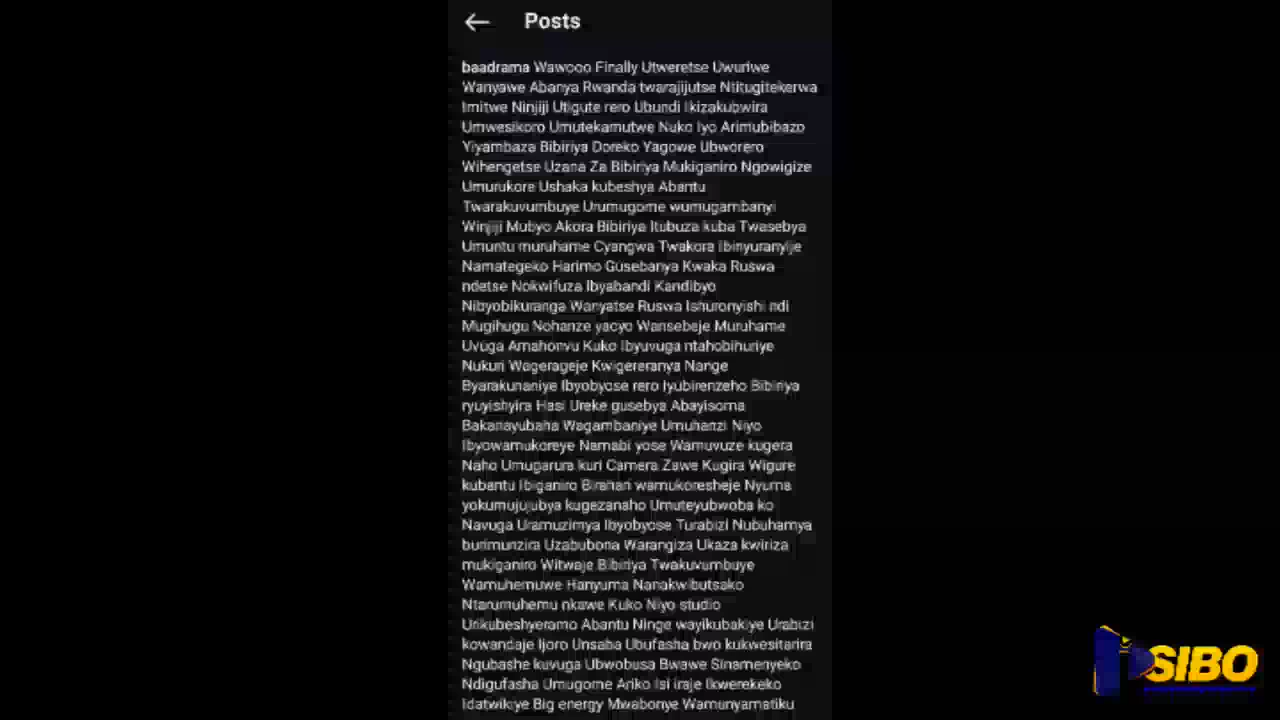 Posts
baadrama Wawooo Finally Utweretse Uwuriwe
Wanyawe Abanya Rwanda twarajijutse Ntitugitekerwa
Imitwe Ninjiji Utigute rero Ubundi Ikizakubwira
Umwesikoro Umutekamutwe Nuko Iyo Arimubibazo
Yiyambaza Bibiriya Doreko Yagowe Ubworero
Wihengetse Uzana Za Bibiriya Mukiganiro Ngowigize
Umurukore Ushaka kubeshya Abantu
Twarakuvumbuye Urumugome wumugambanyi
Winjiji Mubyo Akora Bibiriya Itubuza kuba Twasebya
Umuntu muruhame Cyangwa Twakora Ibinyuranyije
Namategeko Harimo Gusebanya Kwaka Ruswa
ndetse Nokwifuza Ibyabandi Kandibyo
Nibyobikuranga Wanyatse Ruswa Ishuronyishi ndi
Mugihugu Nohanze yacyo Wansebeje Muruhame
Uvuga Amahonvu Kuko Ibyuvuga ntahobihuriye
Nukuri Wagerageje Kwigereranya Nange
Byarakunaniye Ibyobyose rero Iyubirenzeho Bibiriya
ryuyishyira Hasi Ureke gusebya Abayisoma
Bakanayubaha Wagambaniye Umuhanzi Niyo
Ibyowamukoreye Namabi yose Wamuvuze kugera
Naho Umugarura kuri Camera Zawe Kugira Wigure
kubantu Ibiganiro Birahari wamukoresheje Nyuma
yokumujujubya kugezanaho Umuteyubwoba ko
Navuga Uramuzimya Ibyobyose Turabizi Nubuhamya
burimunzira Uzabubona Warangiza Ukaza kwiriza
mukiganiro Witwaje Bibiriya Twakuvumbuye
Wamuhemuwe Hanyuma Nanakwibutsako
Ntarumuhemu nkawe Kuko Niyo studio
Urikubeshyeramo Abantu Ninge wayikubakiye Urabizi
kowandaje Ijoro Unsaba Ubufasha bwo kukwesitarira
Ngubashe kuvuga Ubwobusa Bwawe Sinamenyeko
Ndigufasha Umugome Ariko Isi iraje Ikwerekeko
Idatwikiye Big energy Mwabonye Wamunyamatiku
SIBO